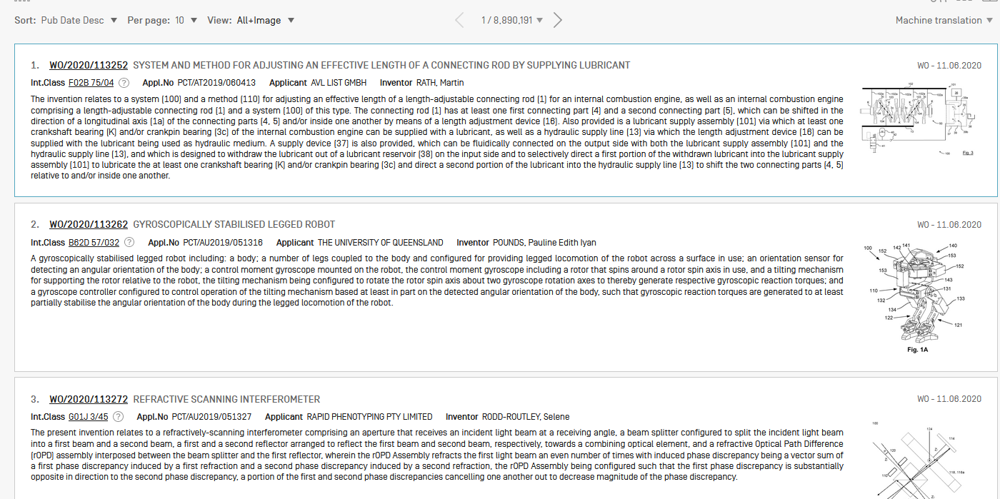 Sort: Pub Date Desc ▼ Per page: 10 ▼ View: All+Image ▼ 1 / 8,890,191 ▼ Machine translation ▼
1. WO/2020/113252 SYSTEM AND METHOD FOR ADJUSTING AN EFFECTIVE LENGTH OF A CONNECTING ROD BY SUPPLYING LUBRICANT WO - 11.06.2020
Int.Class F02B 75/04 ? Appl.No PCT/AT2019/060413 Applicant AVL LIST GMBH Inventor RATH, Martin
The invention relates to a system (100) and a method (110) for adjusting an effective length of a length-adjustable connecting rod (1) for an internal combustion engine, as well as an internal combustion engine
comprising a length-adjustable connecting rod (1) and a system (100) of this type. The connecting rod (1) has at least one first connecting part (4) and a second connecting part (5), which can be shifted in the
direction of a longitudinal axis (1a) of the connecting parts (4, 5) and/or inside one another by means of a length adjustment device (16). Also provided is a lubricant supply assembly (101) via which at least one
crankshaft bearing (K) and/or crankpin bearing (3c) of the internal combustion engine can be supplied with a lubricant, as well as a hydraulic supply line (13) via which the length adjustment device (16) can be
supplied with the lubricant being used as hydraulic medium. A supply device (37) is also provided, which can be fluidically connected on the output side with both the lubricant supply assembly (101) and the
hydraulic supply line (13), and which is designed to withdraw the lubricant out of a lubricant reservoir (38) on the input side and to selectively direct a first portion of the withdrawn lubricant into the lubricant supply
assembly (101) to lubricate the at least one crankshaft bearing (K) and/or crankpin bearing (3c) and direct a second portion of the lubricant into the hydraulic supply line (13) to shift the two connecting parts (4, 5)
relative to and/or inside one another.
Fig. 3
2. WO/2020/113262 GYROSCOPICALLY STABILISED LEGGED ROBOT WO - 11.06.2020
Int.Class B62D 57/032 ? Appl.No PCT/AU2019/051316 Applicant THE UNIVERSITY OF QUEENSLAND Inventor POUNDS, Pauline Edith Iyan
A gyroscopically stabilised legged robot including: a body; a number of legs coupled to the body and configured for providing legged locomotion of the robot across a surface in use; an orientation sensor for
detecting an angular orientation of the body; a control moment gyroscope mounted on the robot, the control moment gyroscope including a rotor that spins around a rotor spin axis in use, and a tilting mechanism
for supporting the rotor relative to the robot, the tilting mechanism being configured to rotate the rotor spin axis about two gyroscope rotation axes to thereby generate respective gyroscopic reaction torques; and
a gyroscope controller configured to control operation of the tilting mechanism based at least in part on the detected angular orientation of the body, such that gyroscopic reaction torques are generated to at least
partially stabilise the angular orientation of the body during the legged locomotion of the robot.
100 152 142 141 140
153
153 152
143
110 131
132 133
134
122
121
Fig. 1A
3. WO/2020/113272 REFRACTIVE SCANNING INTERFEROMETER WO - 11.06.2020
Int.Class G01J 3/45 ? Appl.No PCT/AU2019/051327 Applicant RAPID PHENOTYPING PTY LIMITED Inventor RODD-ROUTLEY, Selene
The present invention relates to a refractively-scanning interferometer comprising an aperture that receives an incident light beam at a receiving angle, a beam splitter configured to split the incident light beam
into a first beam and a second beam, a first and a second reflector arranged to reflect the first beam and second beam, respectively, towards a combining optical element, and a refractive Optical Path Difference
(rOPD) assembly interposed between the beam splitter and the first reflector, wherein the rOPD Assembly refracts the first light beam an even number of times with induced phase discrepancy being a vector sum of
a first phase discrepancy induced by a first refraction and a second phase discrepancy induced by a second refraction, the rOPD Assembly being configured such that the first phase discrepancy is substantially
opposite in direction to the second phase discrepancy, a portion of the first and second phase discrepancies cancelling one another out to decrease magnitude of the phase discrepancy.
100
124
114
120
110
118, 118a